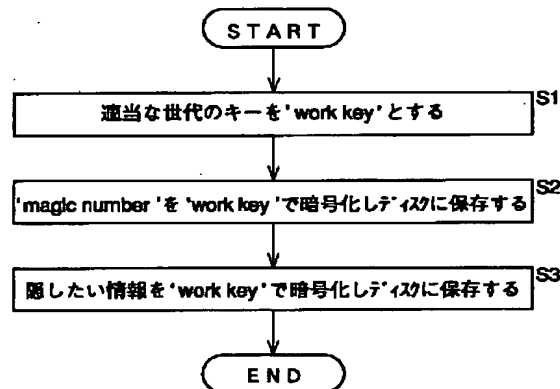 START
S1
適当な世代のキーを'work key'とする
S2
'magic number'を'work key'で暗号化しディスクに保存する
S3
隠したい情報を'work key'で暗号化しディスクに保存する
END